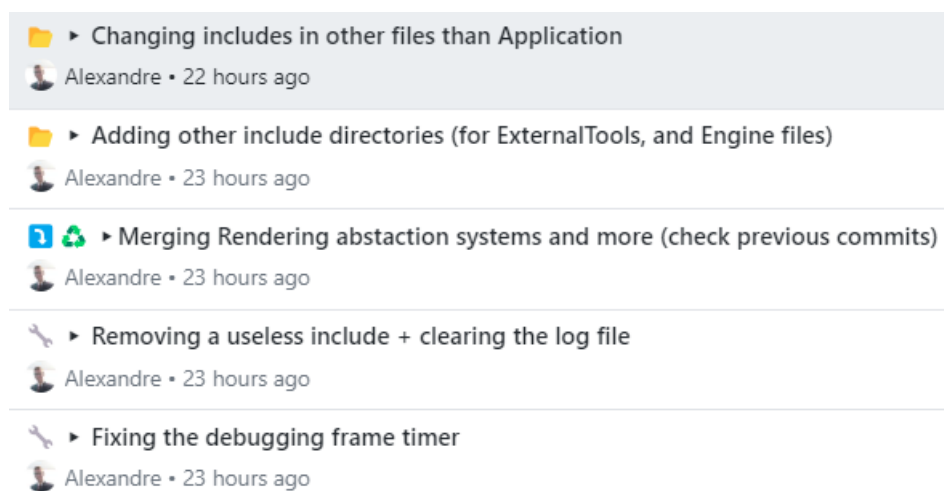 📁 ‣ Changing includes in other files than Application
Alexandre • 22 hours ago
📁 ‣ Adding other include directories (for ExternalTools, and Engine files)
Alexandre • 23 hours ago
⤵️ ♻️ ‣ Merging Rendering abstaction systems and more (check previous commits)
Alexandre • 23 hours ago
🔧 ‣ Removing a useless include + clearing the log file
Alexandre • 23 hours ago
🔧 ‣ Fixing the debugging frame timer
Alexandre • 23 hours ago